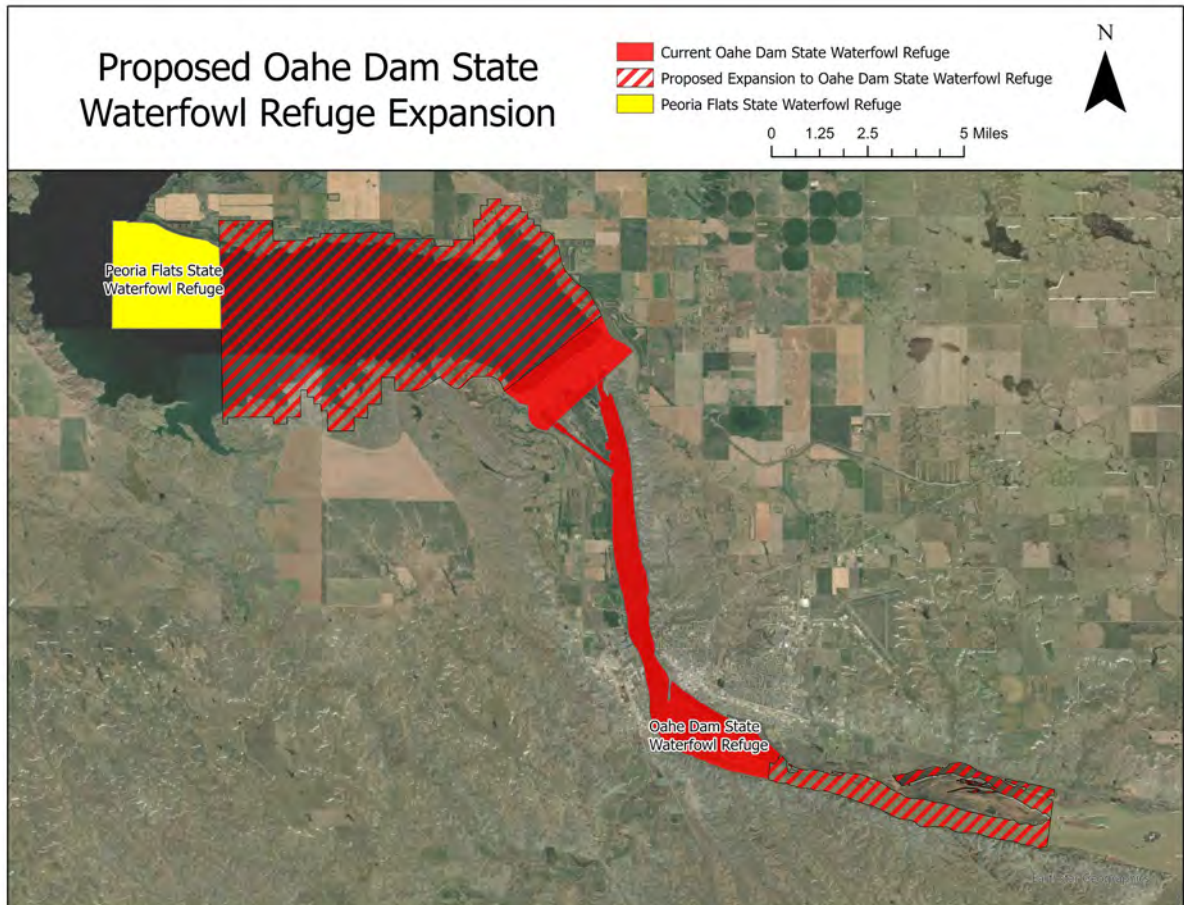 Proposed Oahe Dam State
Waterfowl Refuge Expansion
Current Oahe Dam State Waterfowl Refuge
Proposed Expansion to Oahe Dam State Waterfowl Refuge
Peoria Flats State Waterfowl Refuge
N
0 1.25 2.5 5 Miles
Peoria Flats State
Waterfowl Refuge
Oahe Dam State
Waterfowl Refuge